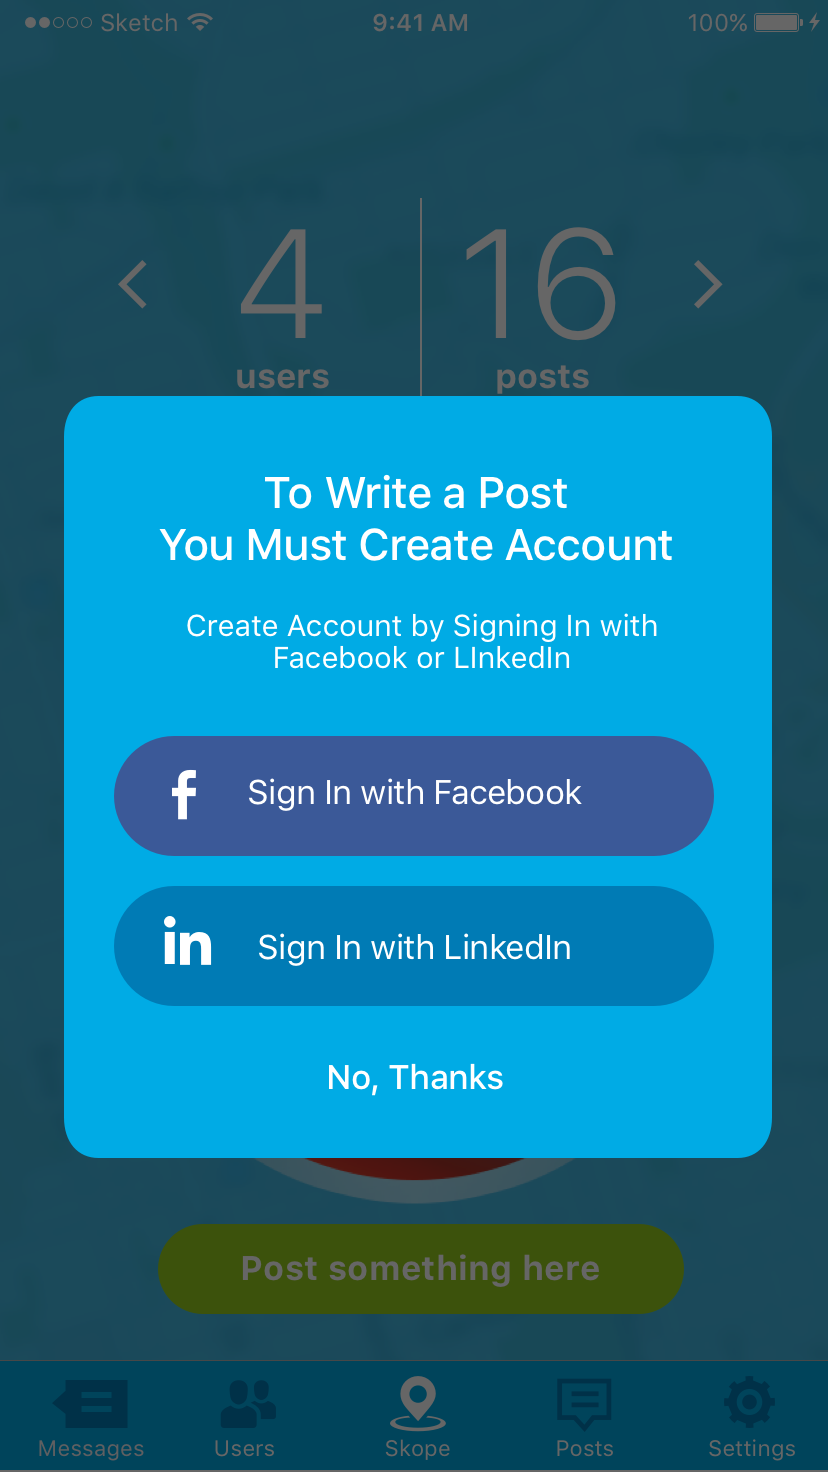 Sketch 9:41 AM 100%
4 16
users posts
To Write a Post
You Must Create Account
Create Account by Signing In with
Facebook or LInkedIn
f Sign In with Facebook
in Sign In with LinkedIn
No, Thanks
Post something here
Messages Users Skope Posts Settings